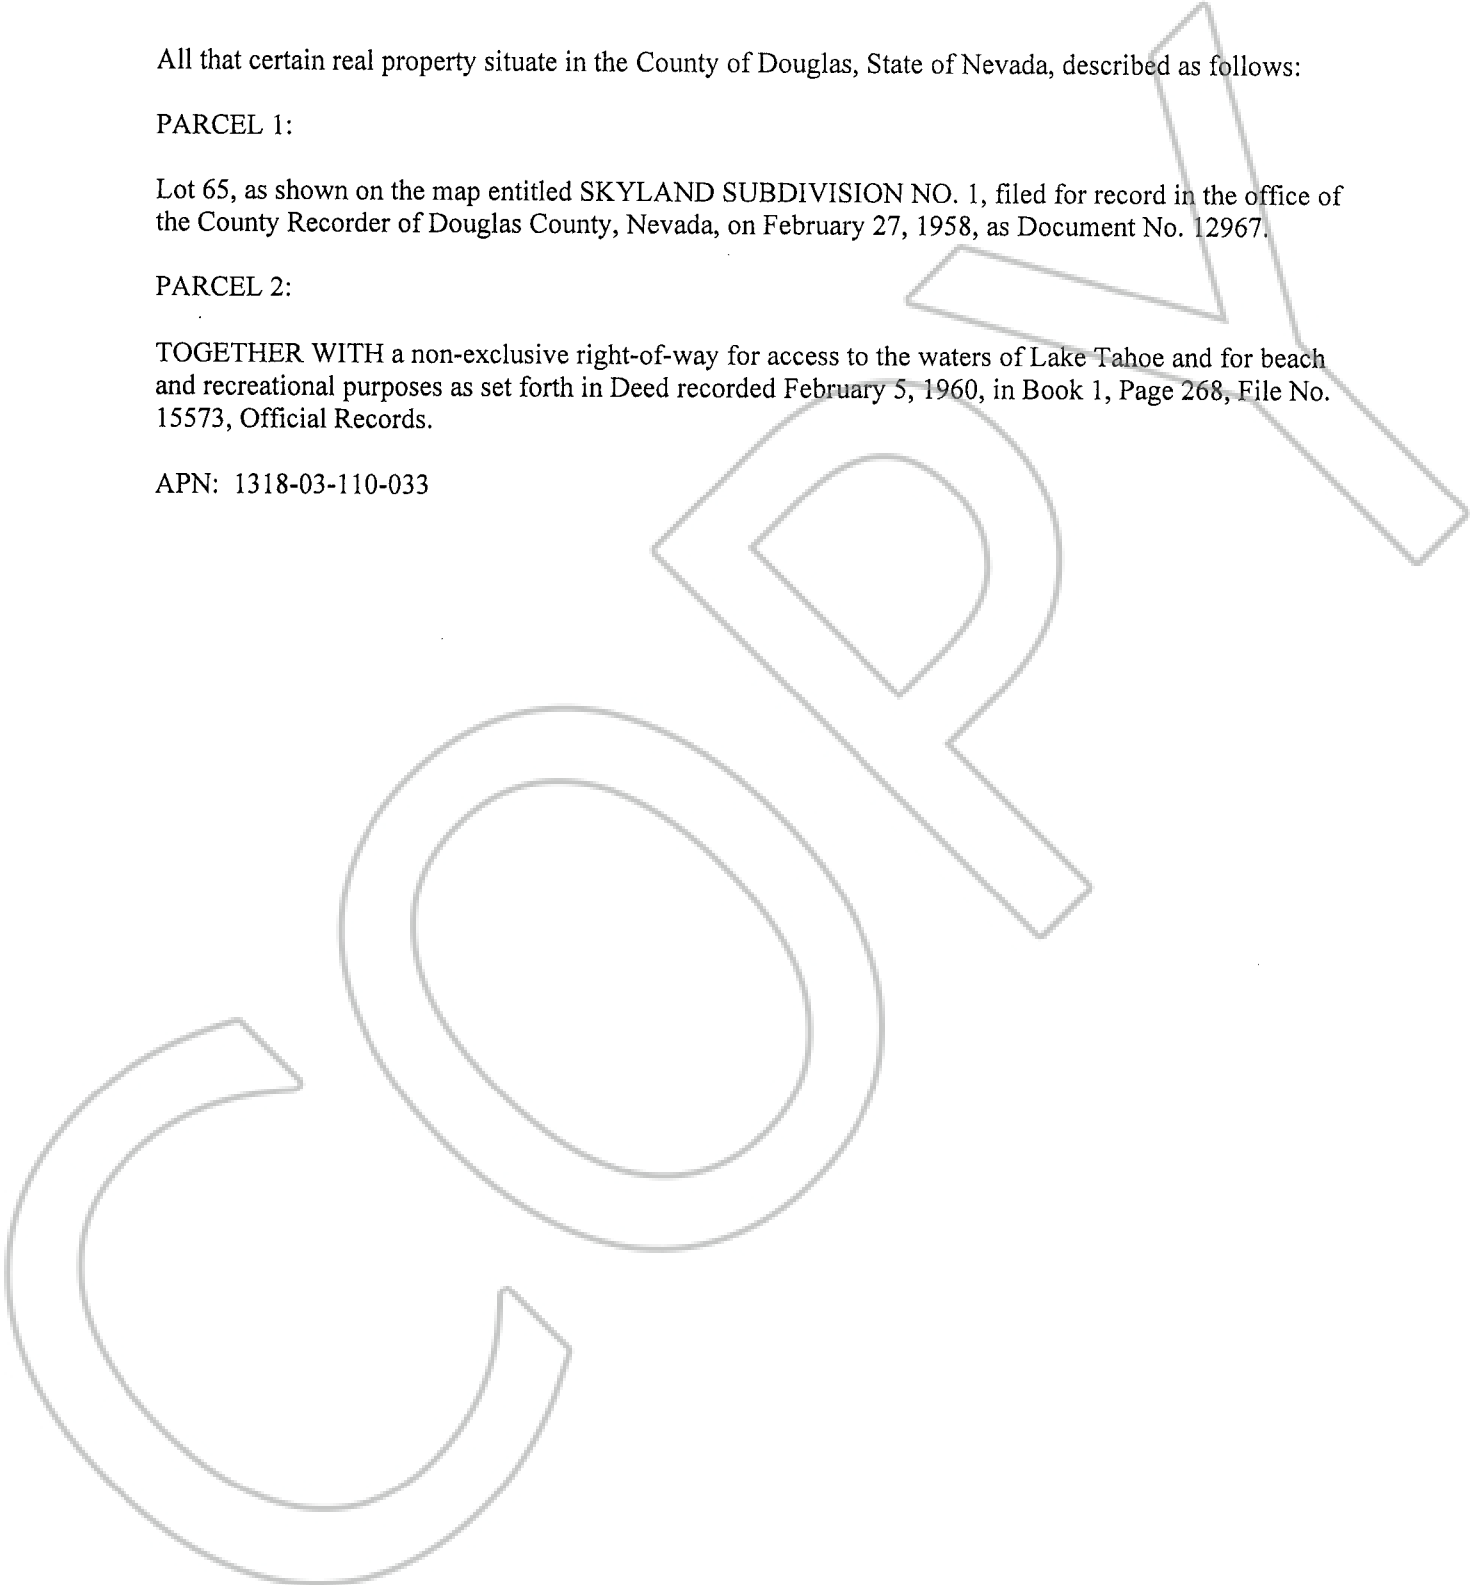 All that certain real property situate in the County of Douglas, State of Nevada, described as follows:
PARCEL 1:
Lot 65, as shown on the map entitled SKYLAND SUBDIVISION NO. 1, filed for record in the office of
the County Recorder of Douglas County, Nevada, on February 27, 1958, as Document No. 12967.
PARCEL 2:
TOGETHER WITH a non-exclusive right-of-way for access to the waters of Lake Tahoe and for beach
and recreational purposes as set forth in Deed recorded February 5, 1960, in Book 1, Page 268, File No.
15573, Official Records.
APN: 1318-03-110-033
COPY